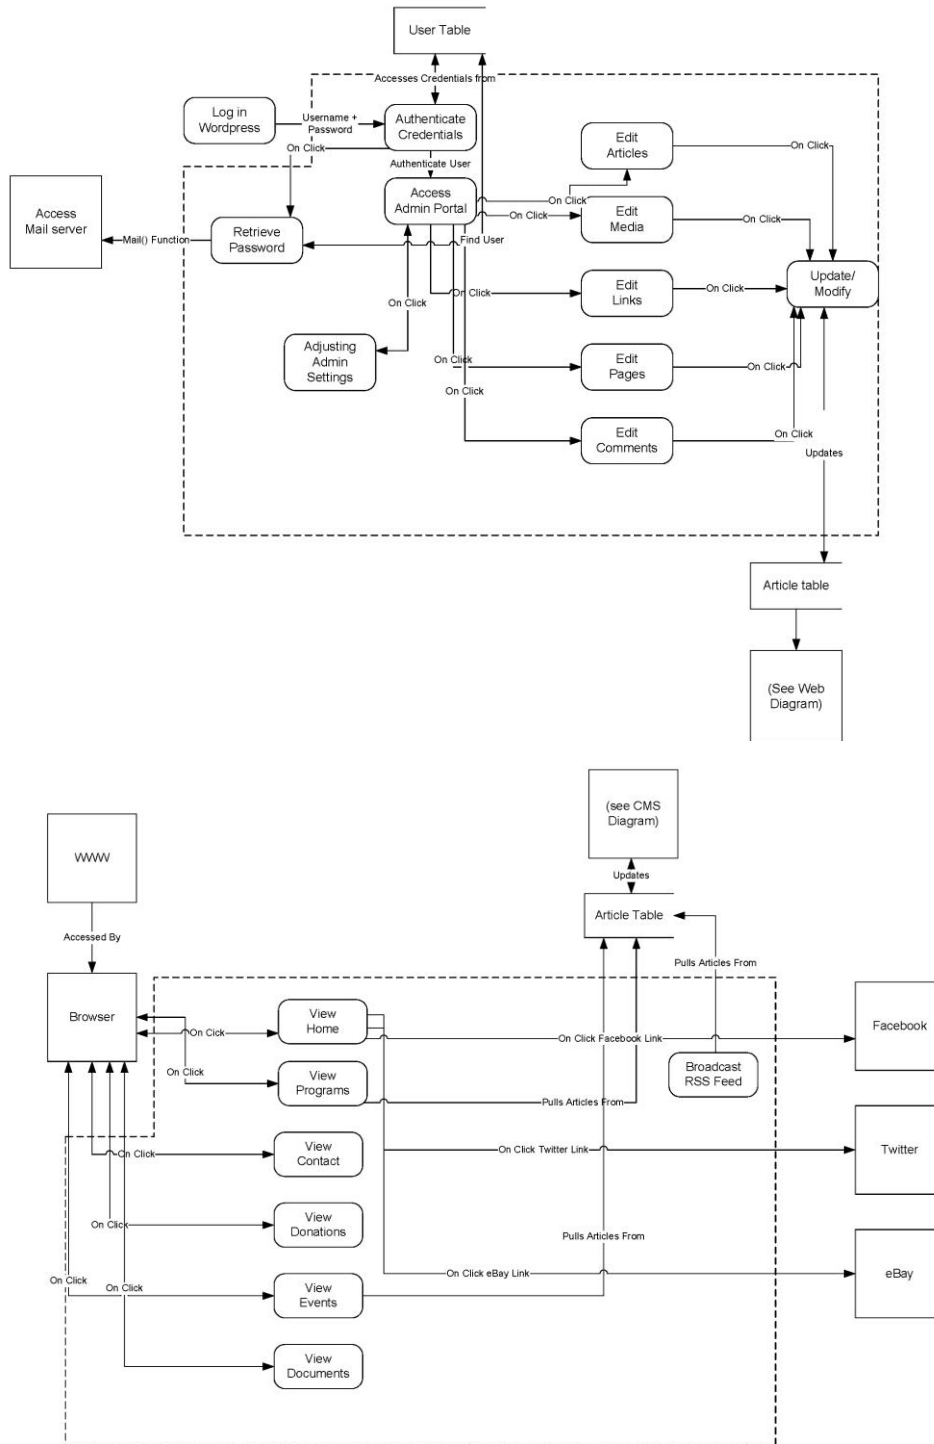 User Table
Accesses Credentials from
Log in
Wordpress
Username +
Password
Authenticate
Credentials
On Click
Authenticate User
Edit
Articles
On Click
Access
Mail server
Access
Admin Portal
On Click
On Click
Edit
Media
On Click
Mail() Function
Retrieve
Password
Find User
On Click
On Click
Edit
Links
On Click
Update/
Modify
Adjusting
Admin
Settings
On Click
Edit
Pages
On Click
On Click
Edit
Comments
On Click
Updates
Article table
(See Web
Diagram)
(see CMS
Diagram)
WWW
Updates
Article Table
Accessed By
Pulls Articles From
Browser
On Cick
View
Home
On Click Facebook Link
Facebook
On Click
View
Programs
Pulls Articles From
Broadcast
RSS Feed
On Click
View
Contact
On Click Twitter Link
Twitter
On Click
View
Donations
Pulls Articles From
On Click
On Click
View
Events
On Click eBay Link
eBay
View
Documents